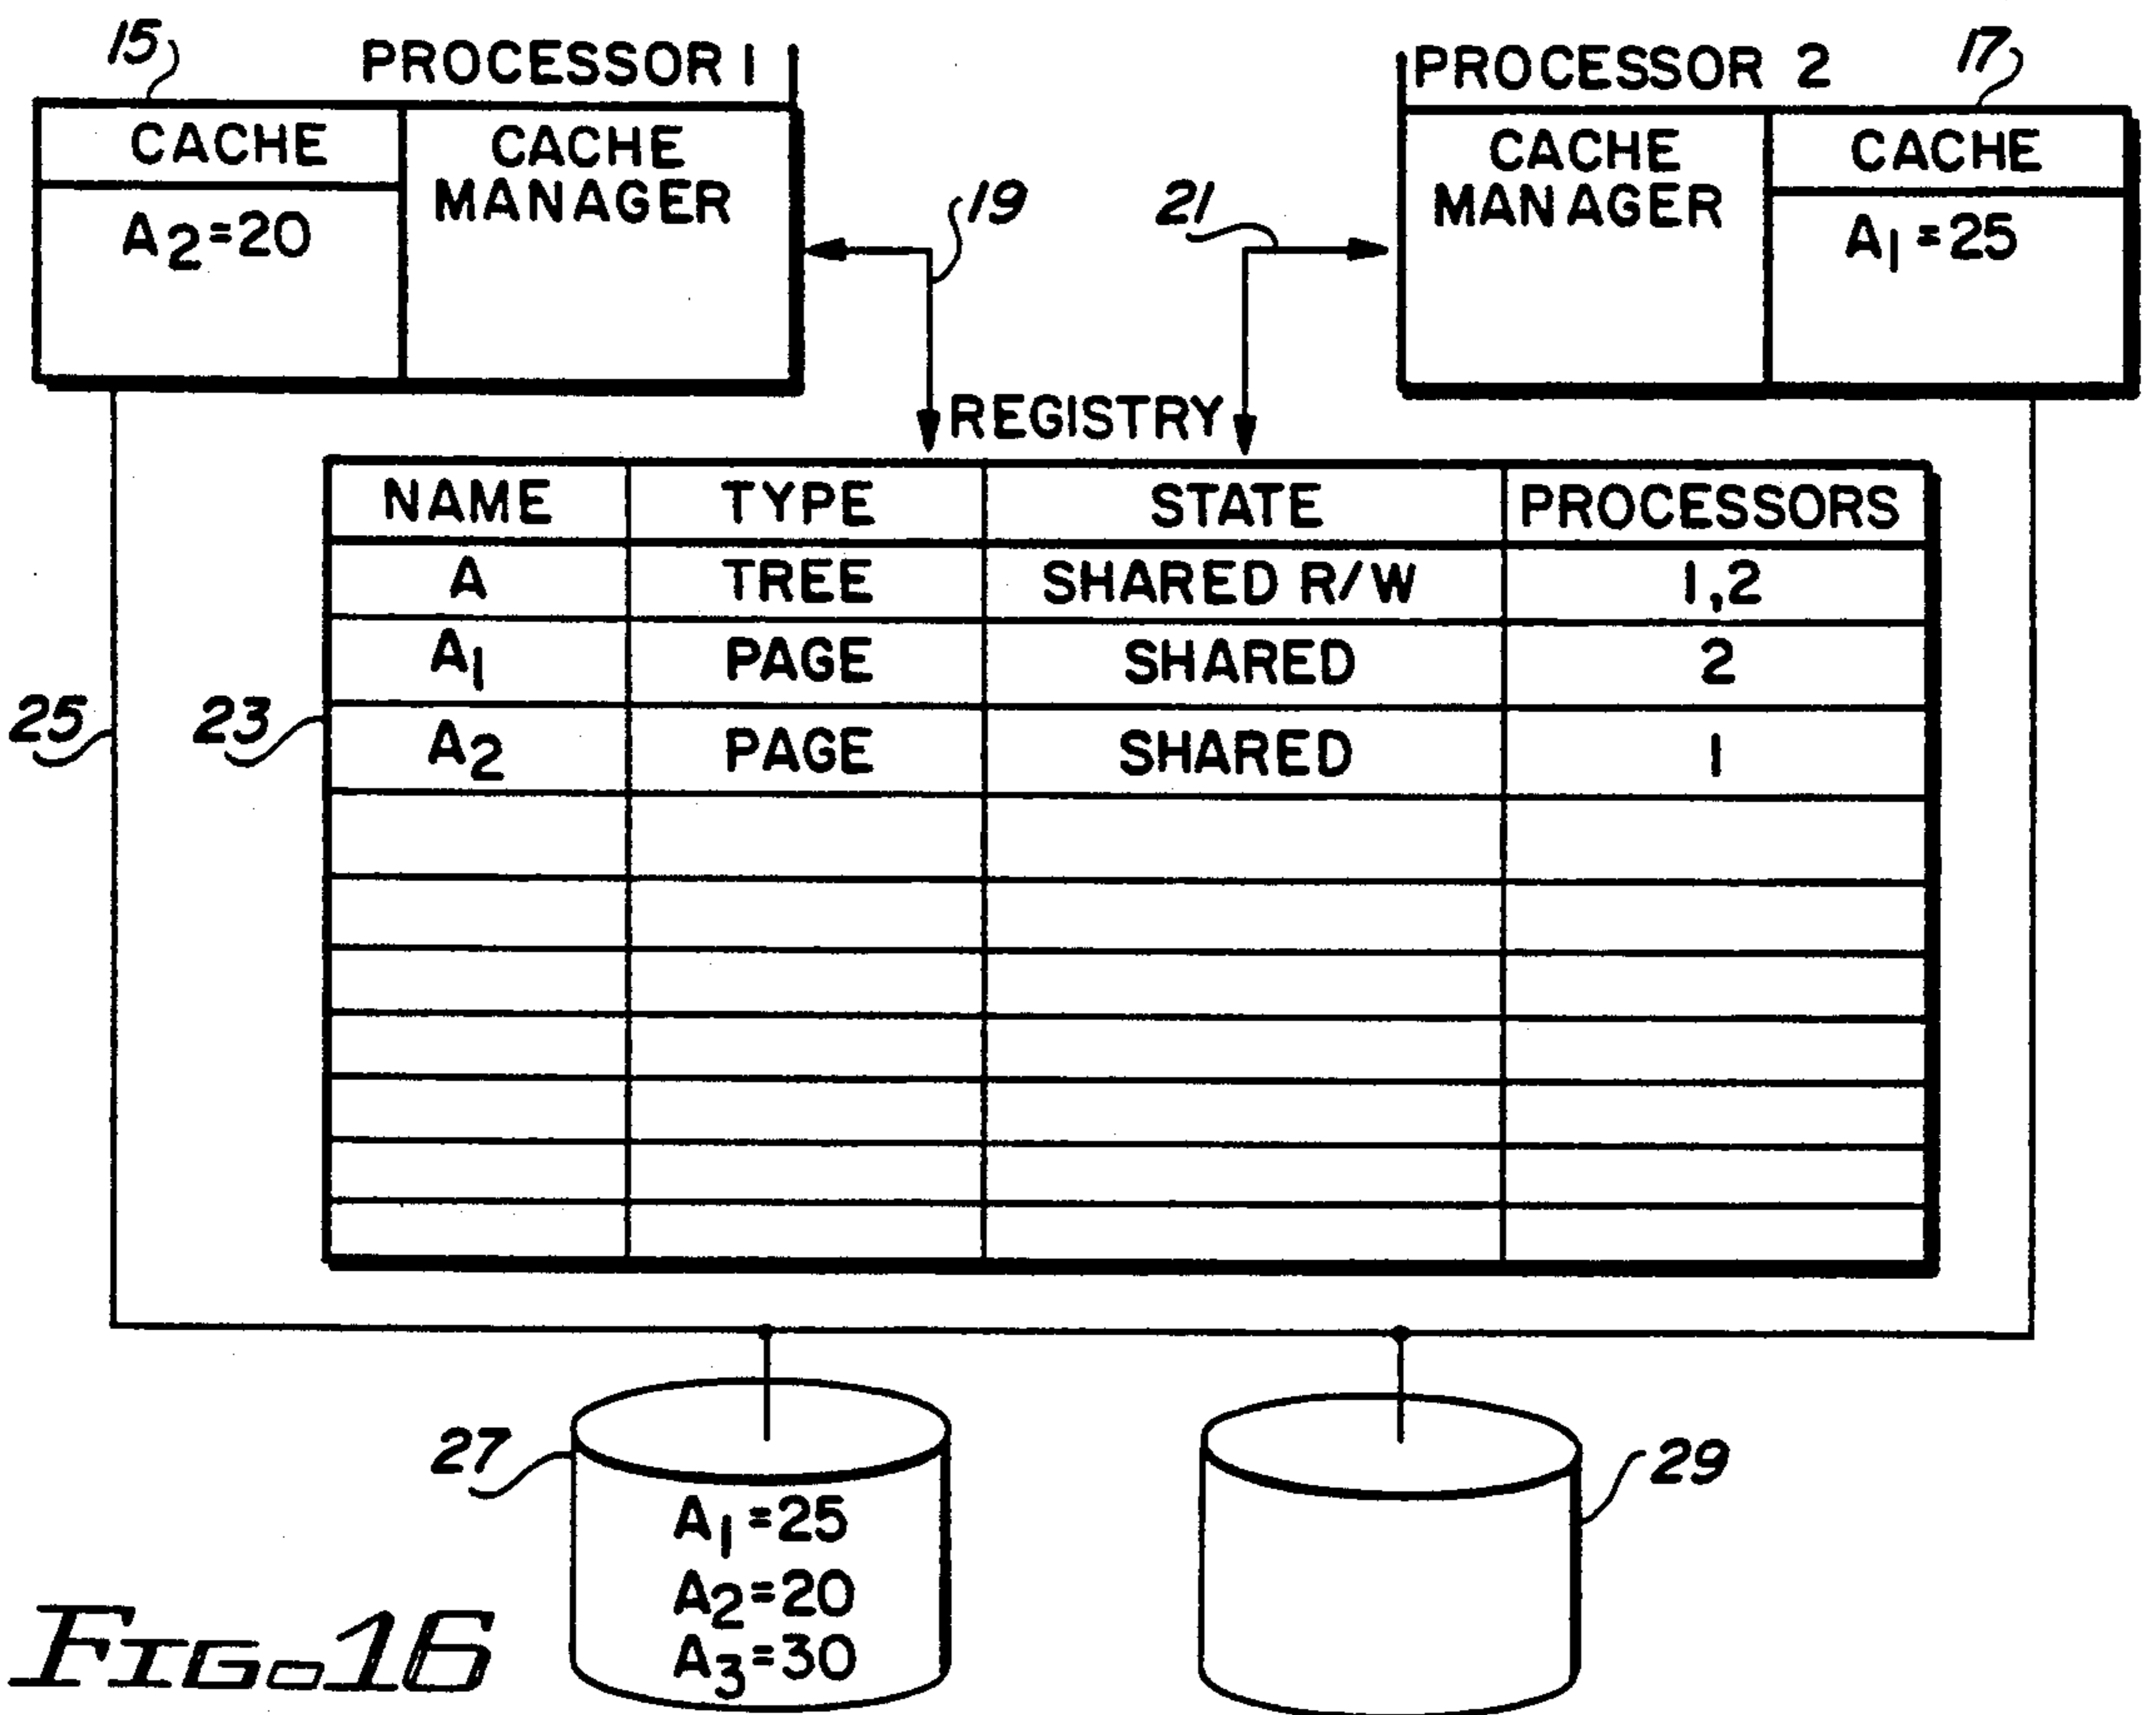 15
PROCESSOR 1
PROCESSOR 2
17
CACHE
CACHE MANAGER
A2=20
CACHE MANAGER
CACHE
A1=25
19
21
REGISTRY
NAME TYPE STATE PROCESSORS
A TREE SHARED R/W 1,2
A1 PAGE SHARED 2
A2 PAGE SHARED 1
25
23
27
A1=25
A2=20
A3=30
29
FIG. 16